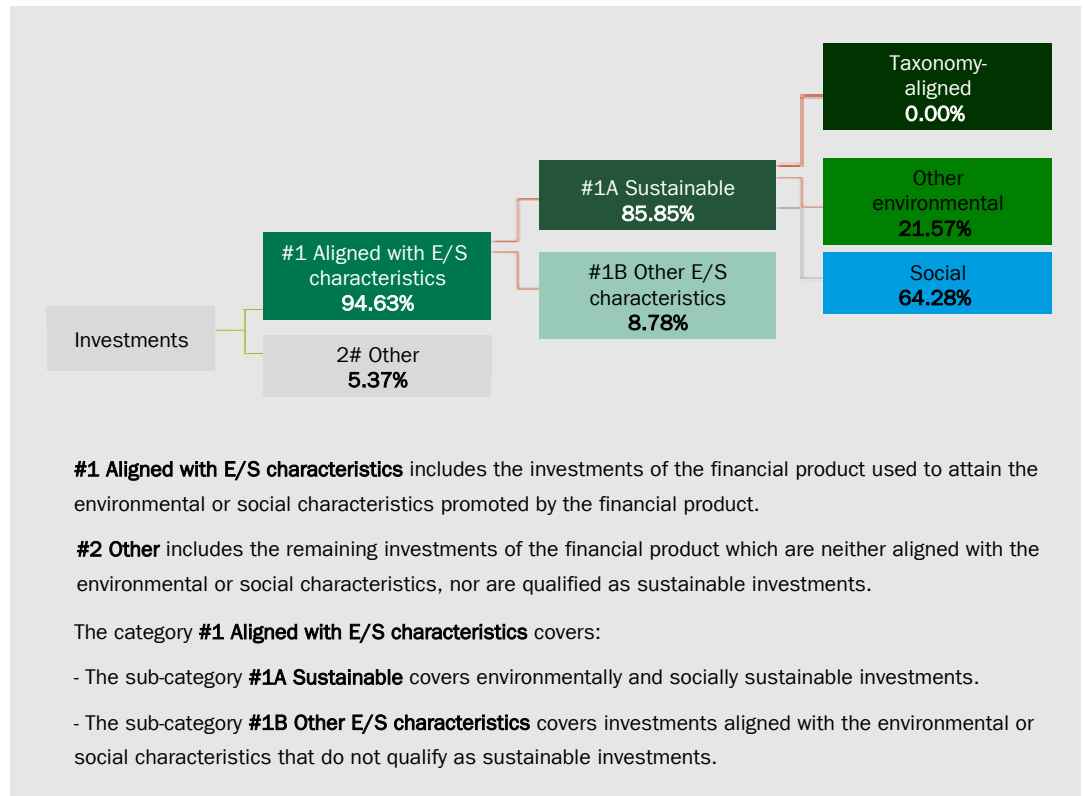 Taxonomy-
aligned
0.00%
#1A Sustainable
85.85%
Other
environmental
21.57%
#1 Aligned with E/S
characteristics
94.63%
#1B Other E/S
characteristics
8.78%
Social
64.28%
Investments
2# Other
5.37%
#1 Aligned with E/S characteristics includes the investments of the financial product used to attain the
environmental or social characteristics promoted by the financial product.
#2 Other includes the remaining investments of the financial product which are neither aligned with the
environmental or social characteristics, nor are qualified as sustainable investments.
The category #1 Aligned with E/S characteristics covers:
- The sub-category #1A Sustainable covers environmentally and socially sustainable investments.
- The sub-category #1B Other E/S characteristics covers investments aligned with the environmental or
social characteristics that do not qualify as sustainable investments.